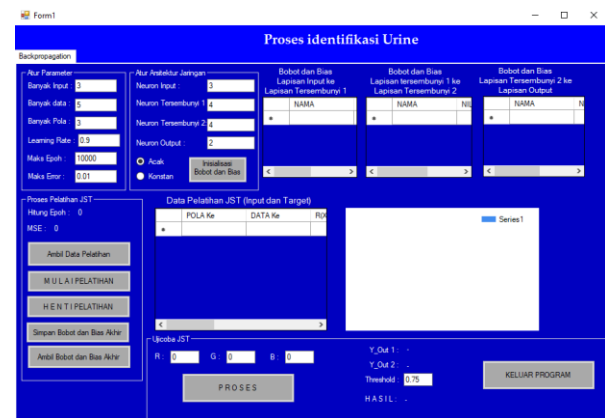 Form1
Proses identifikasi Urine
Backpropagation
Atur Parameter
Banyak Input : 3
Banyak data : 5
Banyak Pola : 3
Learning Rate : 0.9
Maks Epoh : 10000
Maks Error : 0.01
Atur Arsitektur Jaringan
Neuron Input : 3
Neuron Tersembunyi 1: 4
Neuron Tersembunyi 2: 4
Neuron Output : 2
Acak
Konstan
Inisialisasi
Bobot dan Bias
Bobot dan Bias
Lapisan Input ke
Lapisan Tersembunyi 1
NAMA
Bobot dan Bias
Lapisan tersembunyi 1 ke
Lapisan Tersembunyi 2
NAMA NIL
Bobot dan Bias
Lapisan Tersembunyi 2 ke
Lapisan Output
NAMA N
Proses Pelatihan JST
Hitung Epoh : 0
MSE : 0
Ambil Data Pelatihan
M U L A I PELATIHAN
H E N T I PELATIHAN
Simpan Bobot dan Bias Akhir
Ambil Bobot dan Bias Akhir
Data Pelatihan JST (Input dan Target)
POLA Ke DATA Ke
Series1
Ujicoba JST
R : 0 G : 0 B : 0
P R O S E S
Y_Out 1 : -
Y_Out 2 : -
Threshold : 0.75
H A S I L : -
KELUAR PROGRAM